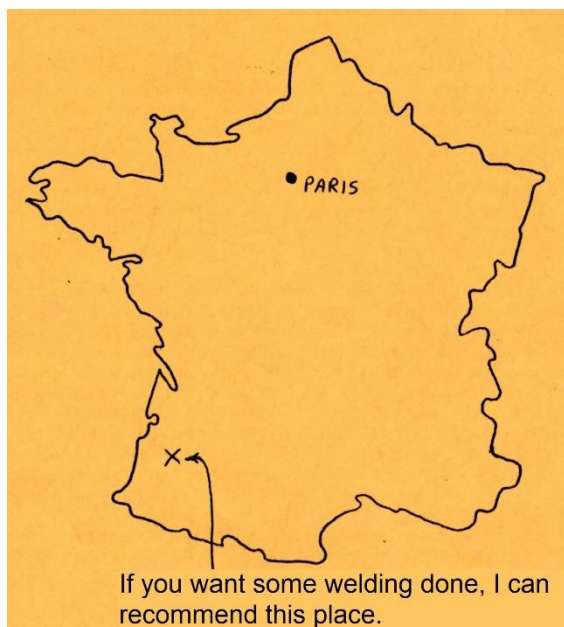 PARIS
If you want some welding done, I can
recommend this place.